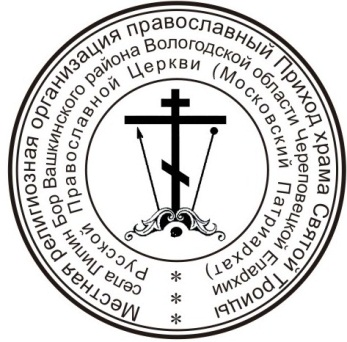 Местная религиозная организация православный Приход храма Святой Троицы
села Липин Бор Вашкинского района Вологодской области Череповецкой Епархии
Русской Православной Церкви (Московский Патриархат)
* * *